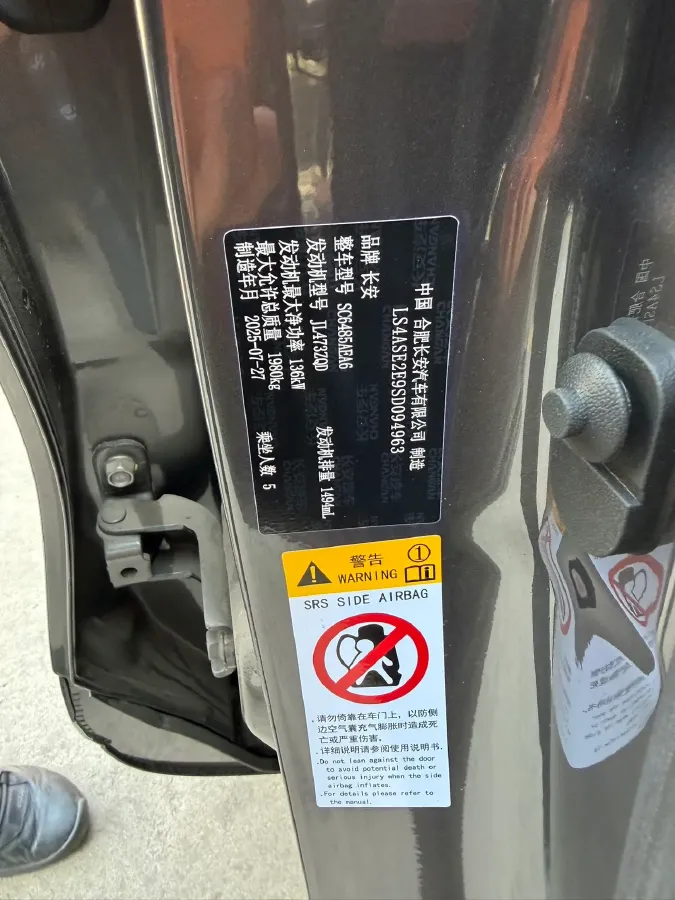 中国 合肥长安汽车有限公司 制造
LS4ASE2E9SD094963
品牌 长安
整车型号 SC6485AEA6
发动机型号 JL473ZQD 发动机排量 1494mL
发动机最大净功率 136kW
最大允许总质量 1980kg 乘坐人数 5
制造年月 2025-07-27
警告 ①
WARNING
SRS SIDE AIRBAG
.请勿倚靠在车门上，以防侧
边空气囊充气膨胀时造成死
亡或严重伤害.
.详细说明请参阅使用说明书.
.Do not lean against the door
to avoid potential death or
serious injury when the side
airbag inflates.
.For details please refer to
the manual.